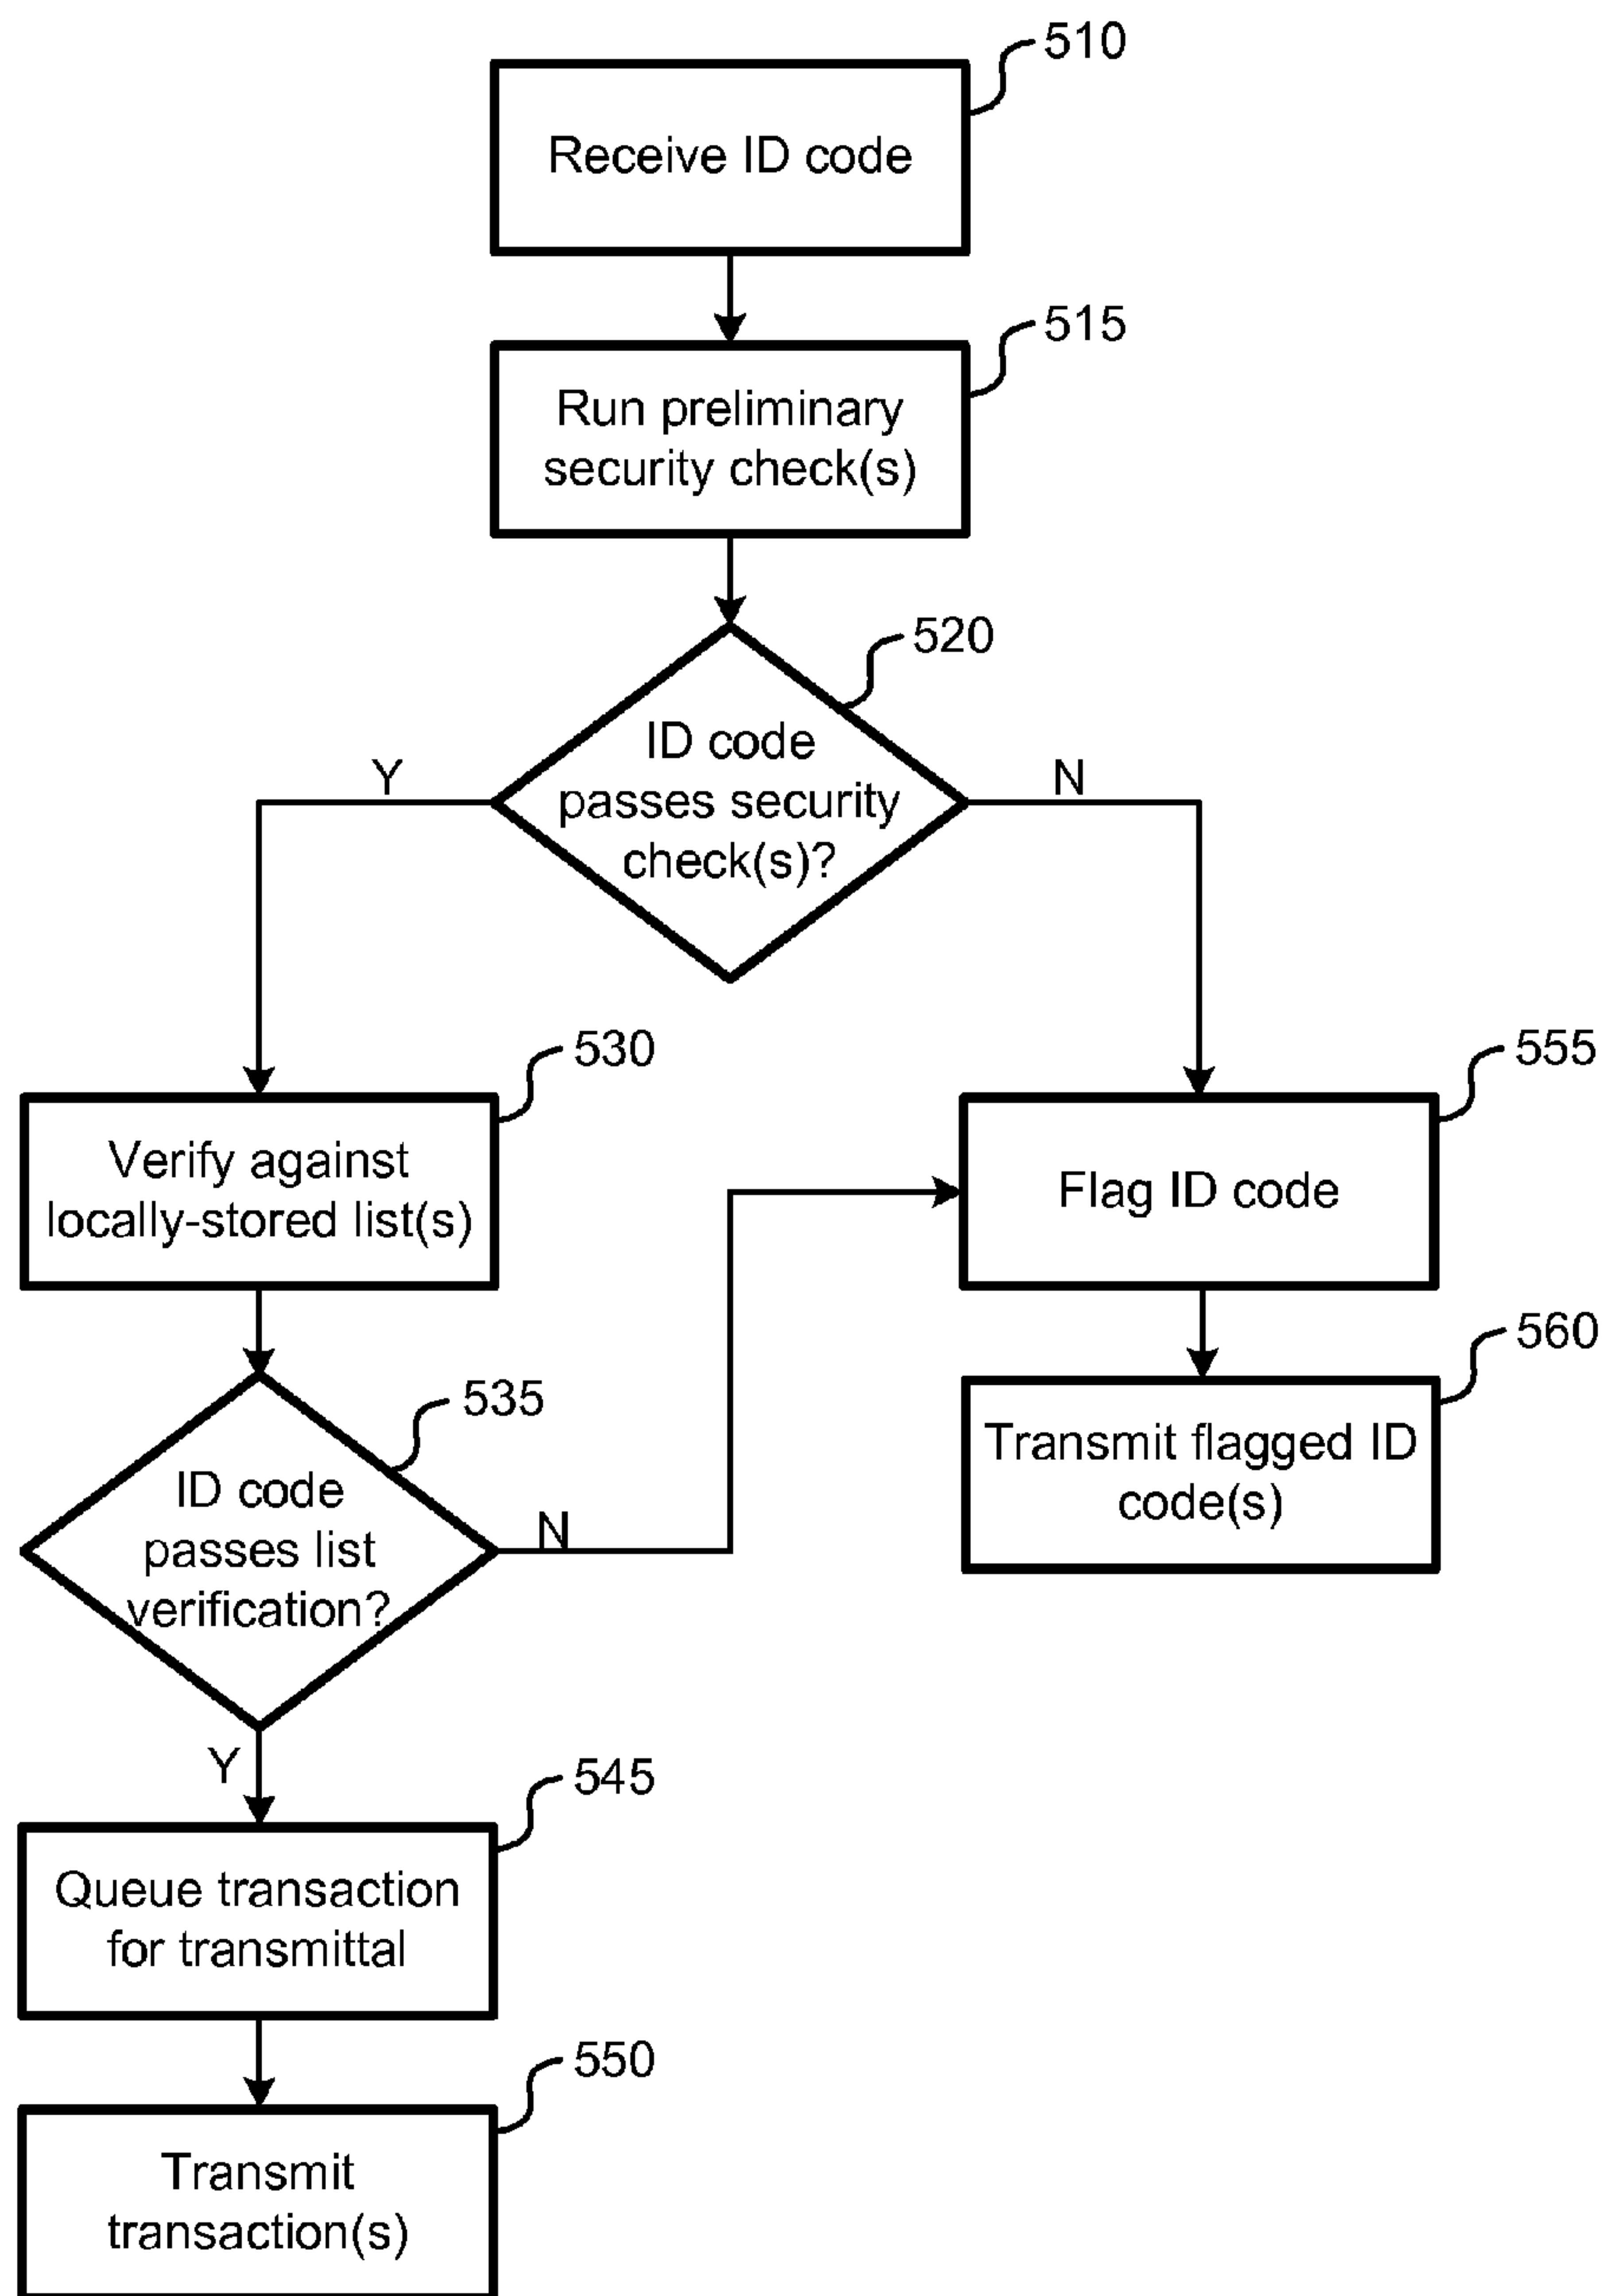 510
Receive ID code
515
Run preliminary
security check(s)
520
ID code
passes security
check(s)?
Y
N
530
Verify against
locally-stored list(s)
555
Flag ID code
535
ID code
passes list
verification?
N
560
Transmit flagged ID
code(s)
Y
545
Queue transaction
for transmittal
550
Transmit
transaction(s)